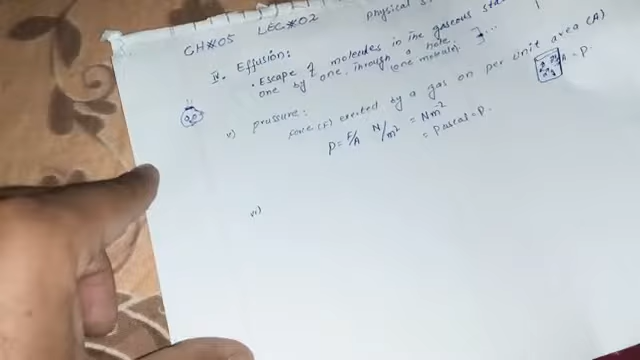 CH*05 LEC*02 Physical s
iv. Effusion:
• Escape of molecules in the gaseous sta
one by one, through a hole.
(one molecule)
v) pressure:
force (F) exerted by a gas on per unit area (A)
P = F/A N/m² = Nm⁻²
= Pascal = P.
A = P.
vi)